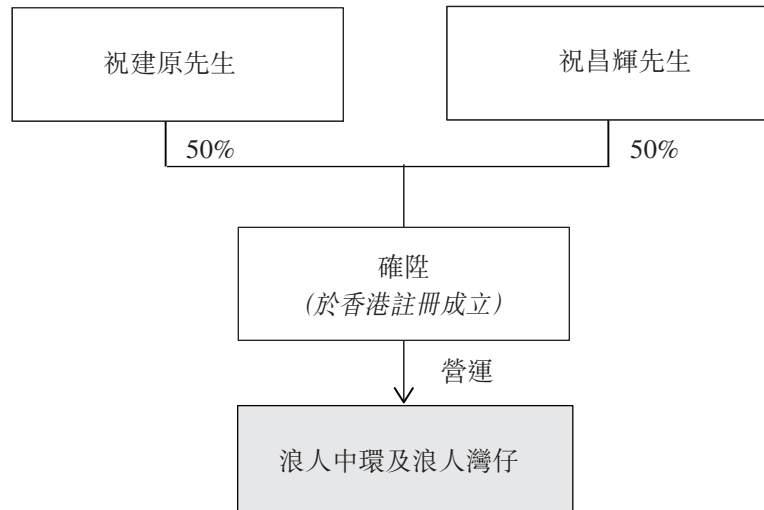 祝建原先生
祝昌輝先生
50%
50%
確陞
(於香港註冊成立)
營運
浪人中環及浪人灣仔